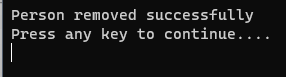 Person removed successfully
Press any key to continue....